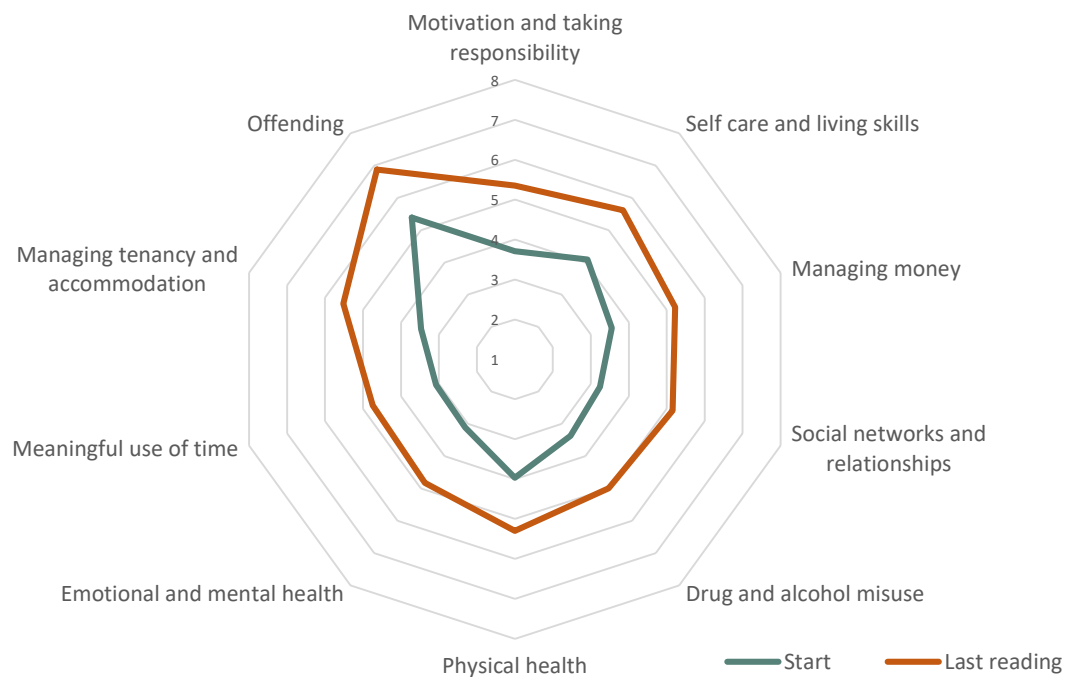 Motivation and taking
responsibility
8
7
6
5
4
3
2
1
Self care and living skills
Managing money
Social networks and
relationships
Drug and alcohol misuse
Physical health
Emotional and mental health
Meaningful use of time
Managing tenancy and
accommodation
Offending
Start
Last reading